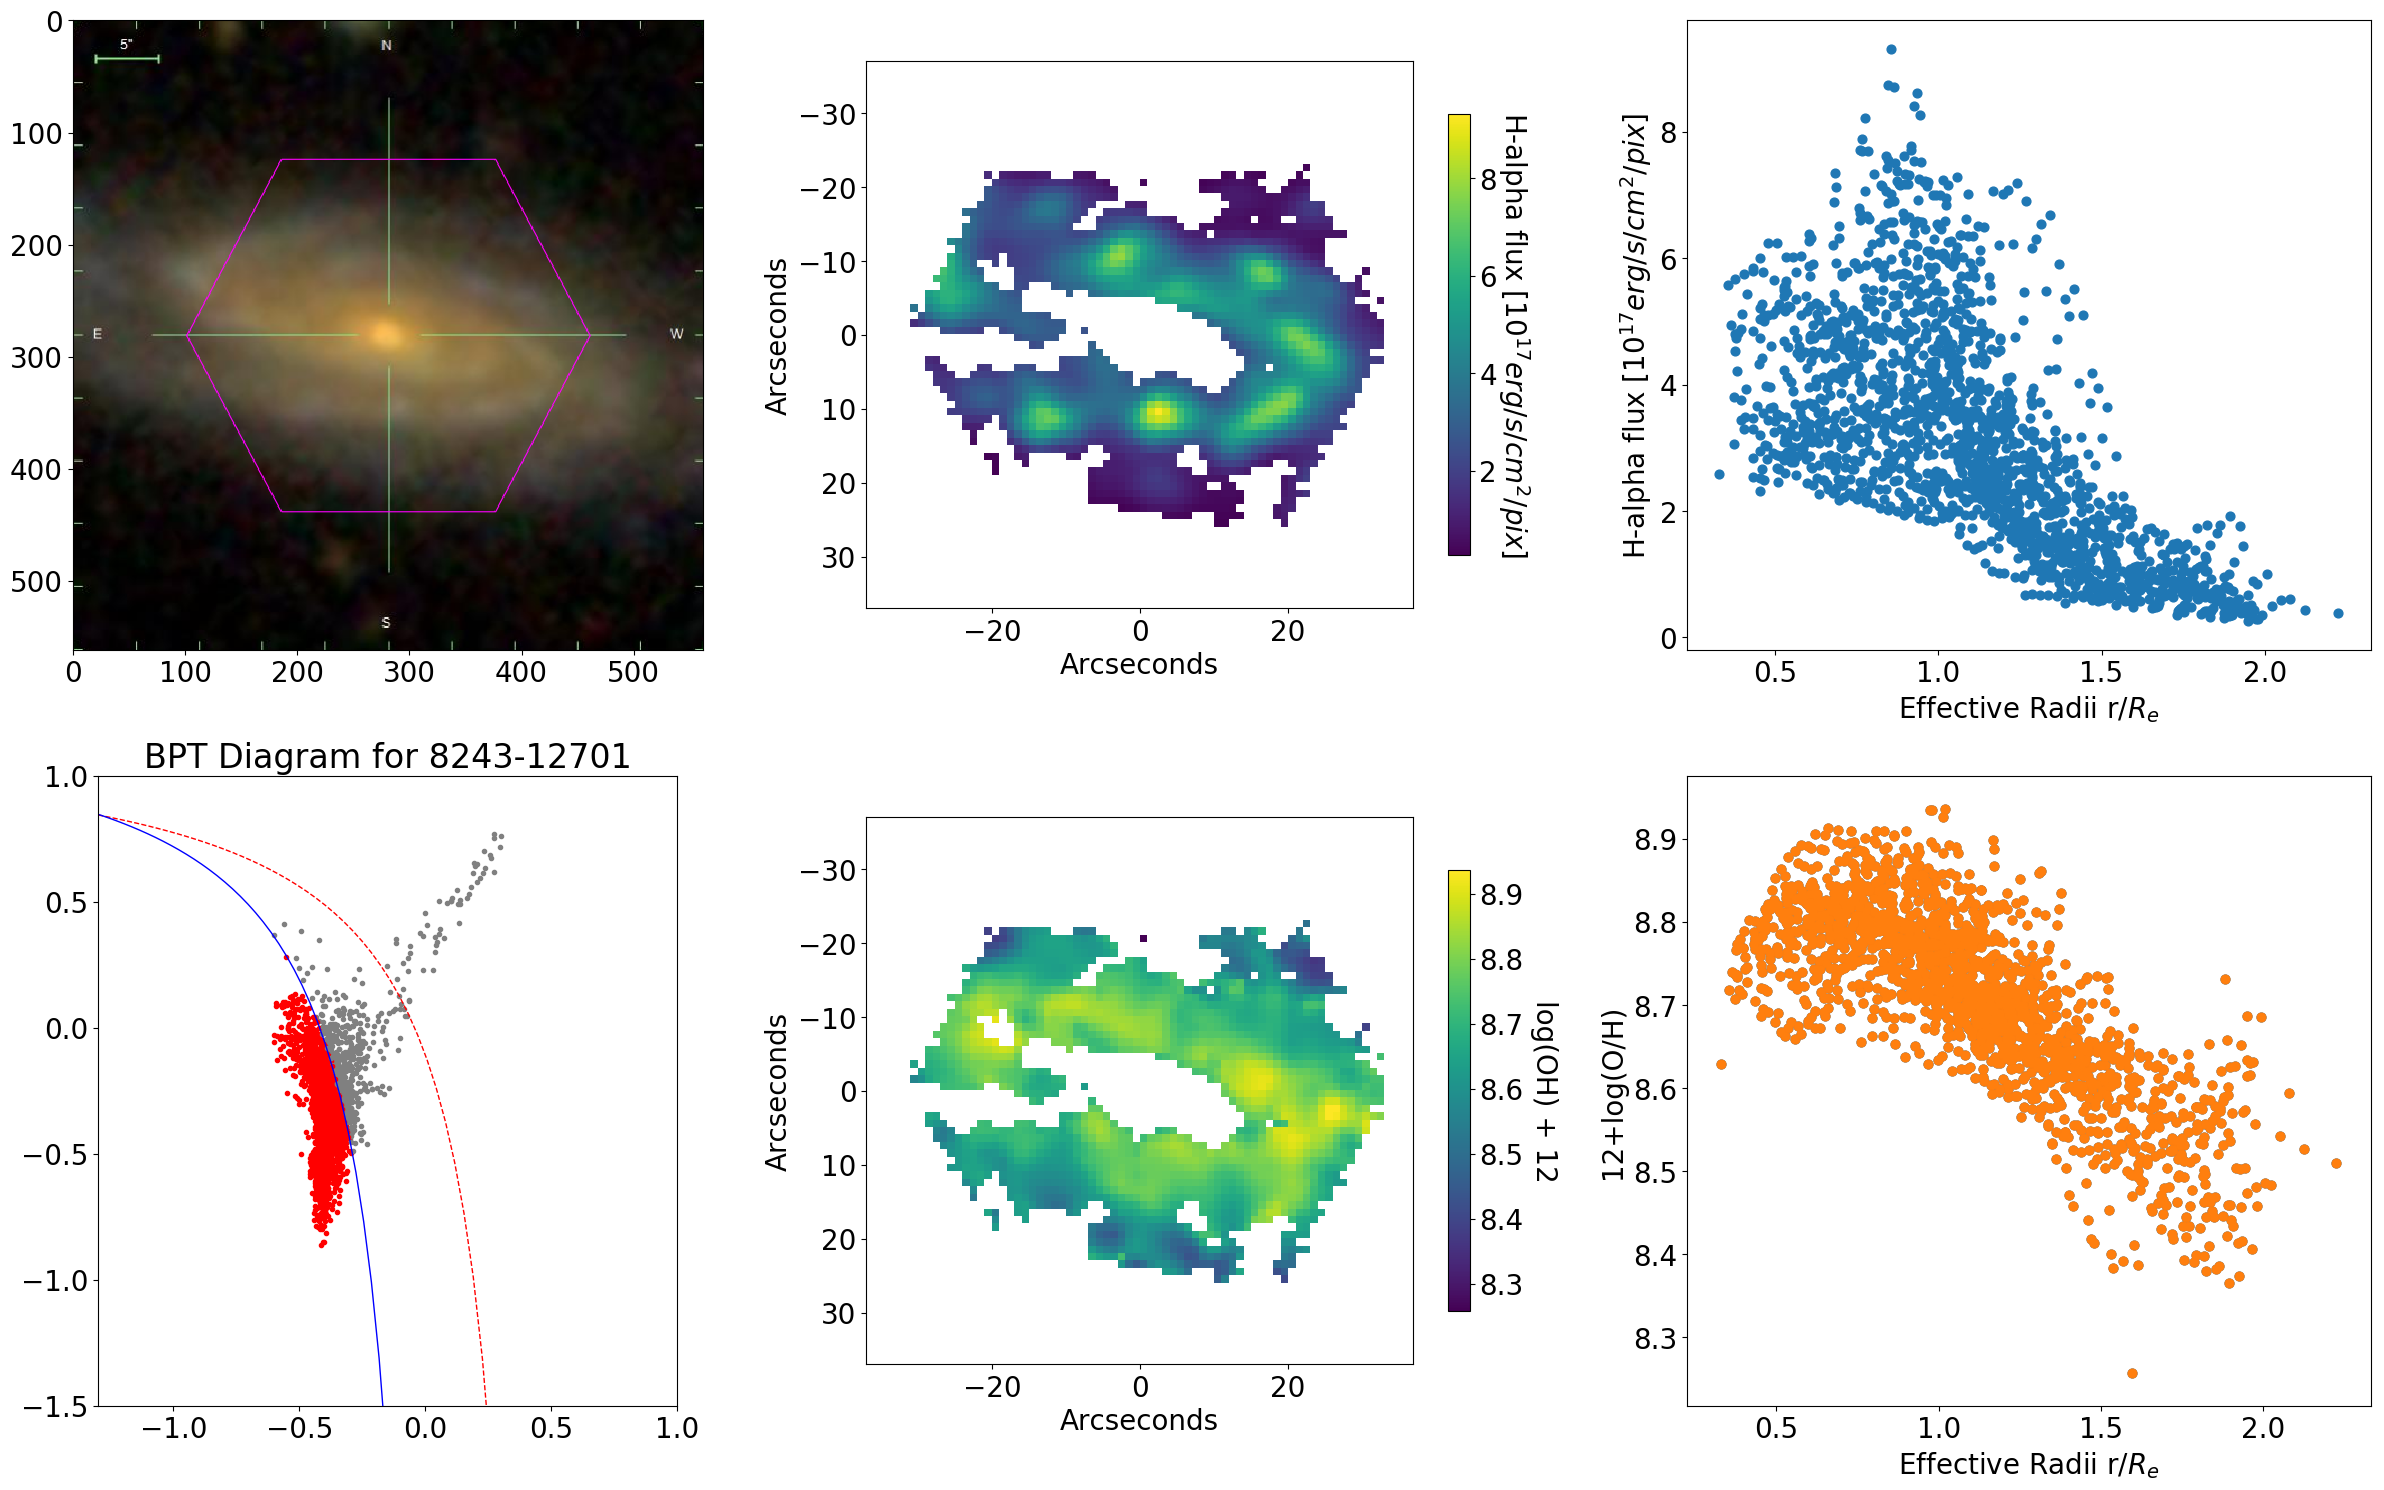 0
100
200
300
400
500
5"
N
E
W
S
0 100 200 300 400 500
Arcseconds
−30
−20
−10
0
10
20
30
−20 0 20
Arcseconds
8
6
4
2
H-alpha flux [10^17 erg/s/cm^2/pix]
H-alpha flux [10^17 erg/s/cm^2/pix]
8
6
4
2
0
0.5 1.0 1.5 2.0
Effective Radii r/R_e
BPT Diagram for 8243-12701
1.0
0.5
0.0
−0.5
−1.0
−1.5
−1.0 −0.5 0.0 0.5 1.0
Arcseconds
−30
−20
−10
0
10
20
30
−20 0 20
Arcseconds
8.9
8.8
8.7
8.6
8.5
8.4
8.3
log(OH) + 12
12+log(O/H)
8.9
8.8
8.7
8.6
8.5
8.4
8.3
0.5 1.0 1.5 2.0
Effective Radii r/R_e